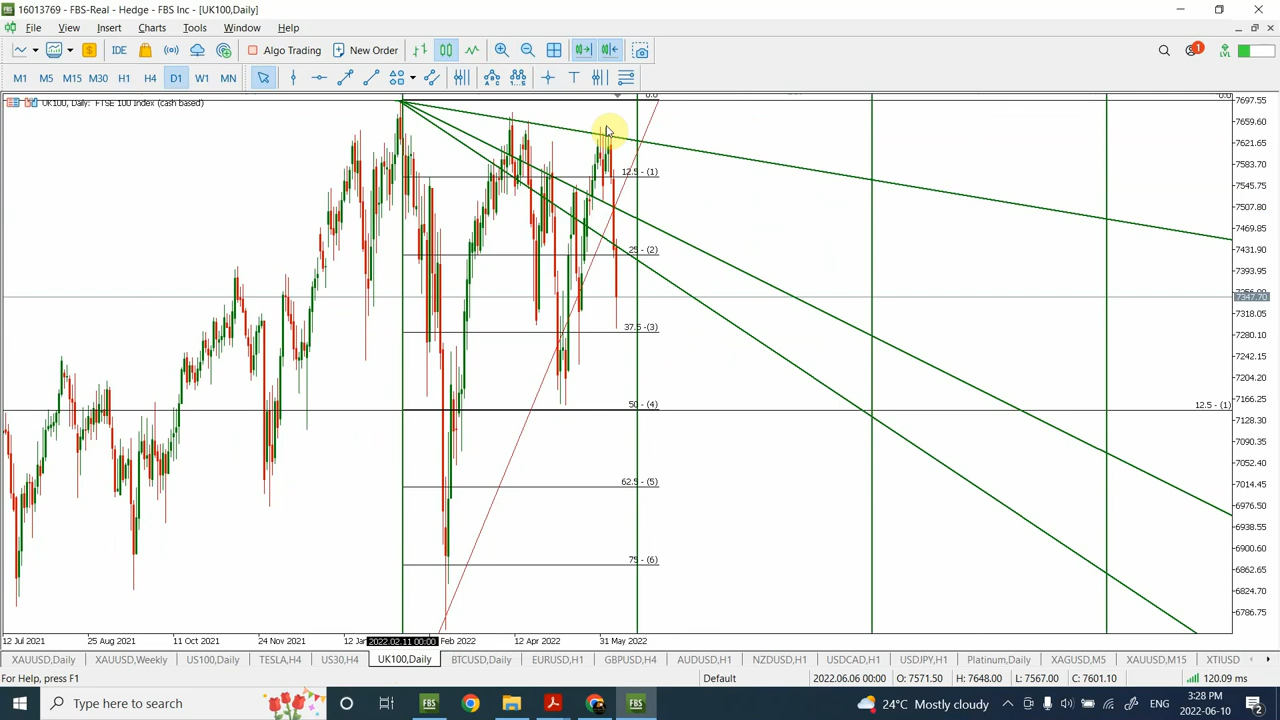 16013769 - FBS-Real - Hedge - FBS Inc - [UK100,Daily]
File View Insert Charts Tools Window Help
IDE Algo Trading New Order 1 LVL
M1 M5 M15 M30 H1 H4 D1 W1 MN
UK100, Daily: FTSE 100 Index (cash based)
0.0 0.0 7697.55
7659.60
7621.65
12.5 - (1) 7583.70
7545.75
7507.80
7469.85
25 - (2) 7431.90
7393.95
7347.70
7318.05
37.5 - (3) 7280.10
7242.15
7204.20
50 - (4) 12.5 - (1) 7166.25
7128.30
7090.35
7052.40
62.5 - (5) 7014.45
6976.50
6938.55
75 - (6) 6900.60
6862.65
6824.70
6786.75
12 Jul 2021 25 Aug 2021 11 Oct 2021 24 Nov 2021 12 Jan 2022.02.11 00:00 Feb 2022 12 Apr 2022 31 May 2022
XAUUSD,Daily XAUUSD,Weekly US100,Daily TESLA,H4 US30,H4 UK100,Daily BTCUSD,Daily EURUSD,H1 GBPUSD,H4 AUDUSD,H1 NZDUSD,H1 USDCAD,H1 USDJPY,H1 Platinum,Daily XAGUSD,M5 XAUUSD,M15 XTIUSD
For Help, press F1 Default 2022.06.06 00:00 O: 7571.50 H: 7648.00 L: 7567.00 C: 7601.10 120.09 ms
Type here to search FBS FBS 24°C Mostly cloudy ENG 3:28 PM
2022-06-10 2